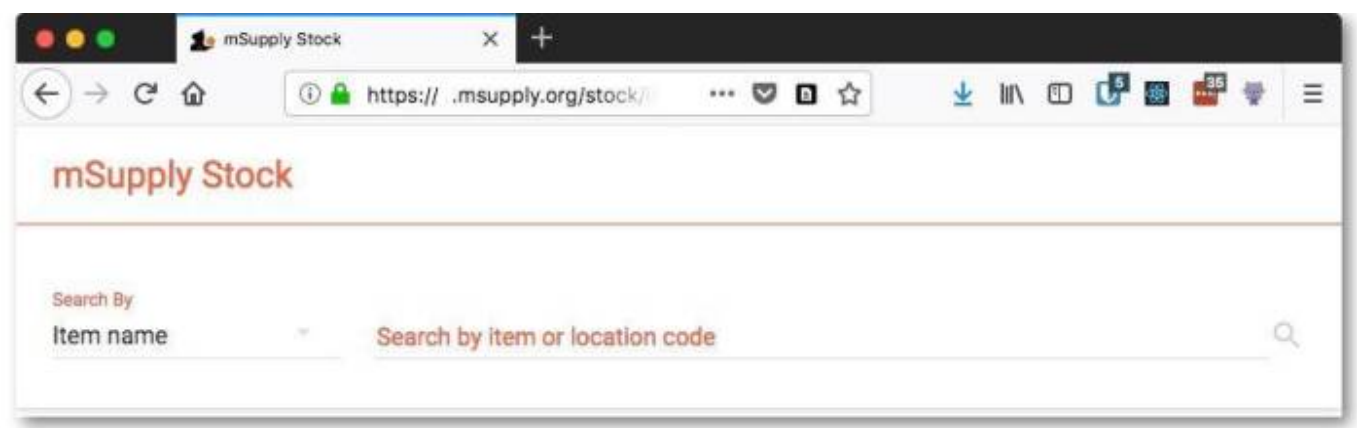 mSupply Stock
https:// .msupply.org/stock/
5
35
mSupply Stock
Search By
Item name
Search by item or location code